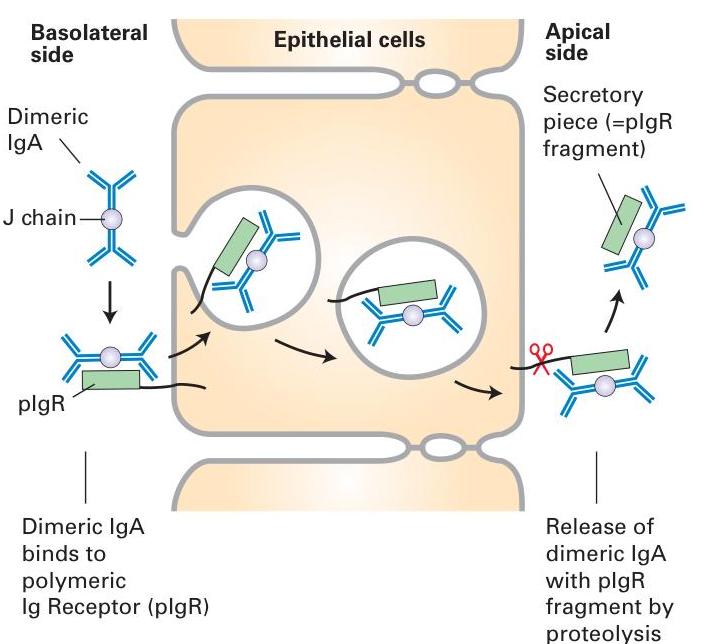 Basolateral
side
Epithelial cells
Apical
side
Dimeric
IgA
J chain
pIgR
Secretory
piece (=pIgR
fragment)
Dimeric IgA
binds to
polymeric
Ig Receptor (pIgR)
Release of
dimeric IgA
with pIgR
fragment by
proteolysis